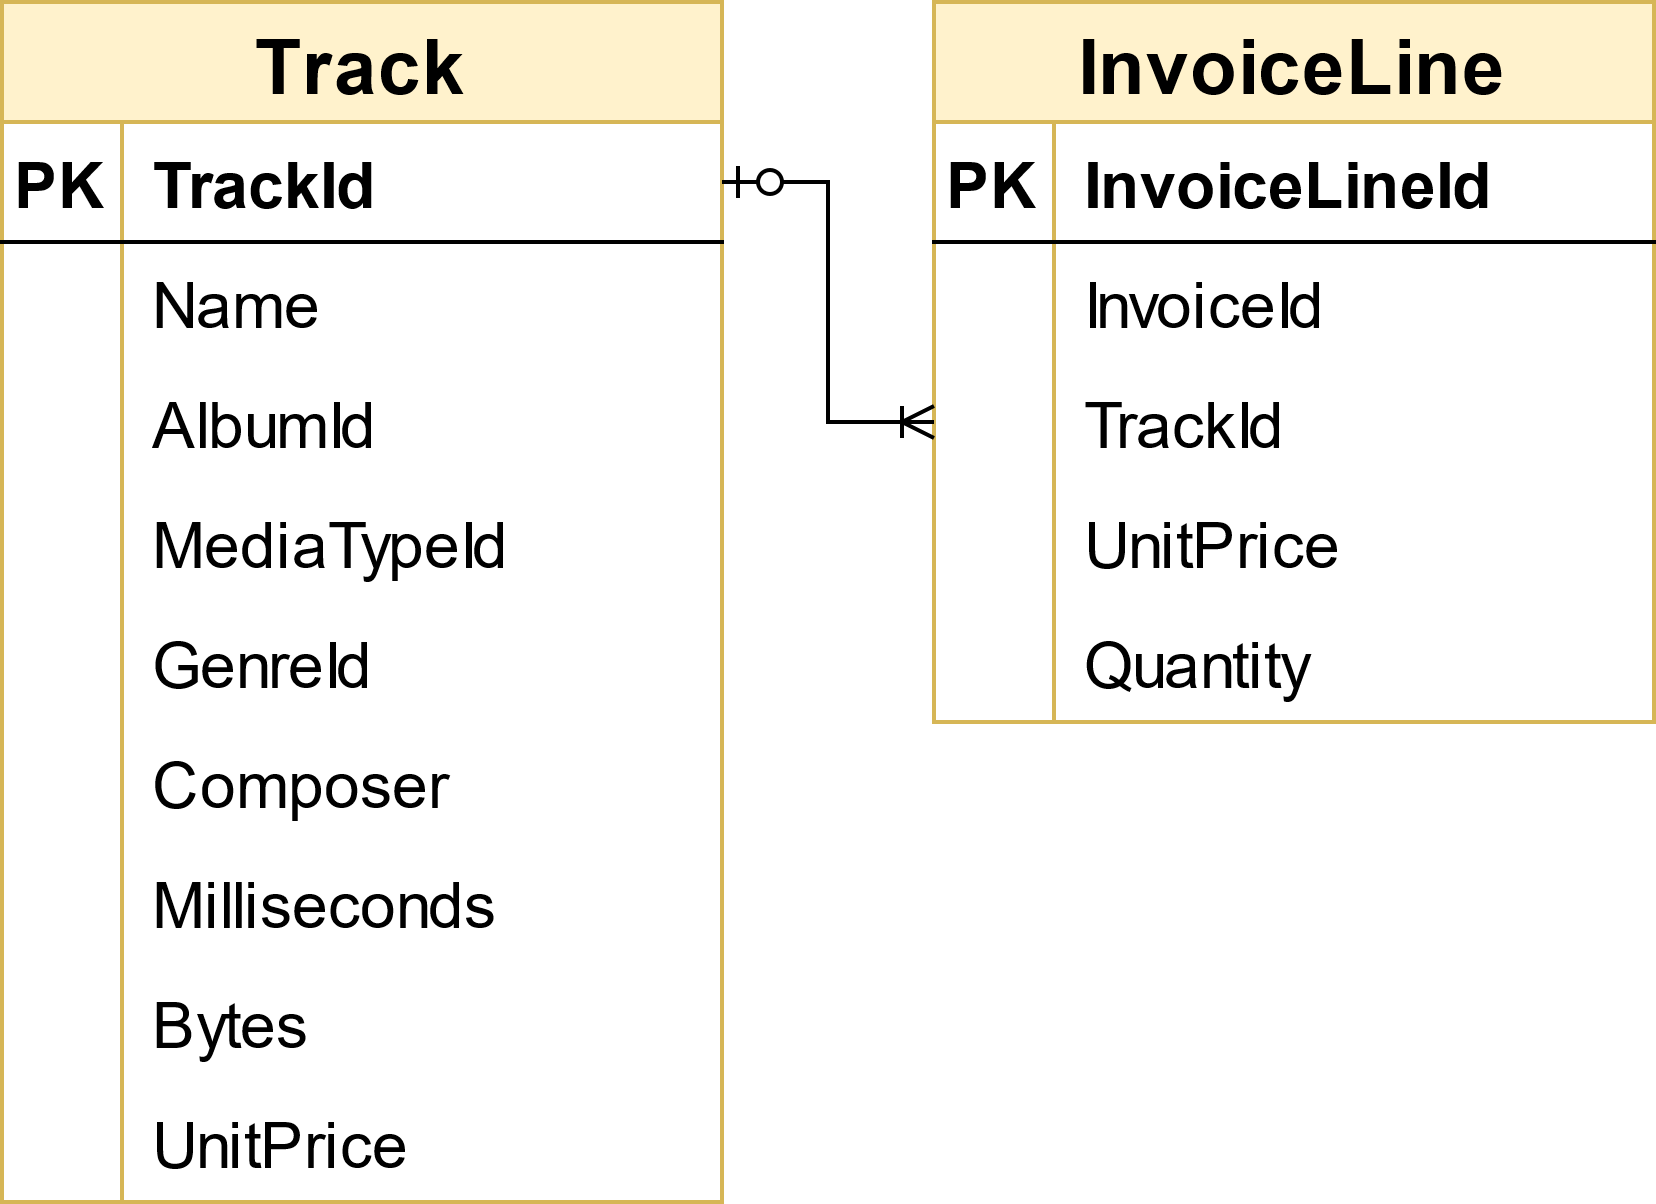 Track
PK TrackId
Name
AlbumId
MediaTypeId
GenreId
Composer
Milliseconds
Bytes
UnitPrice
InvoiceLine
PK InvoiceLineId
InvoiceId
TrackId
UnitPrice
Quantity